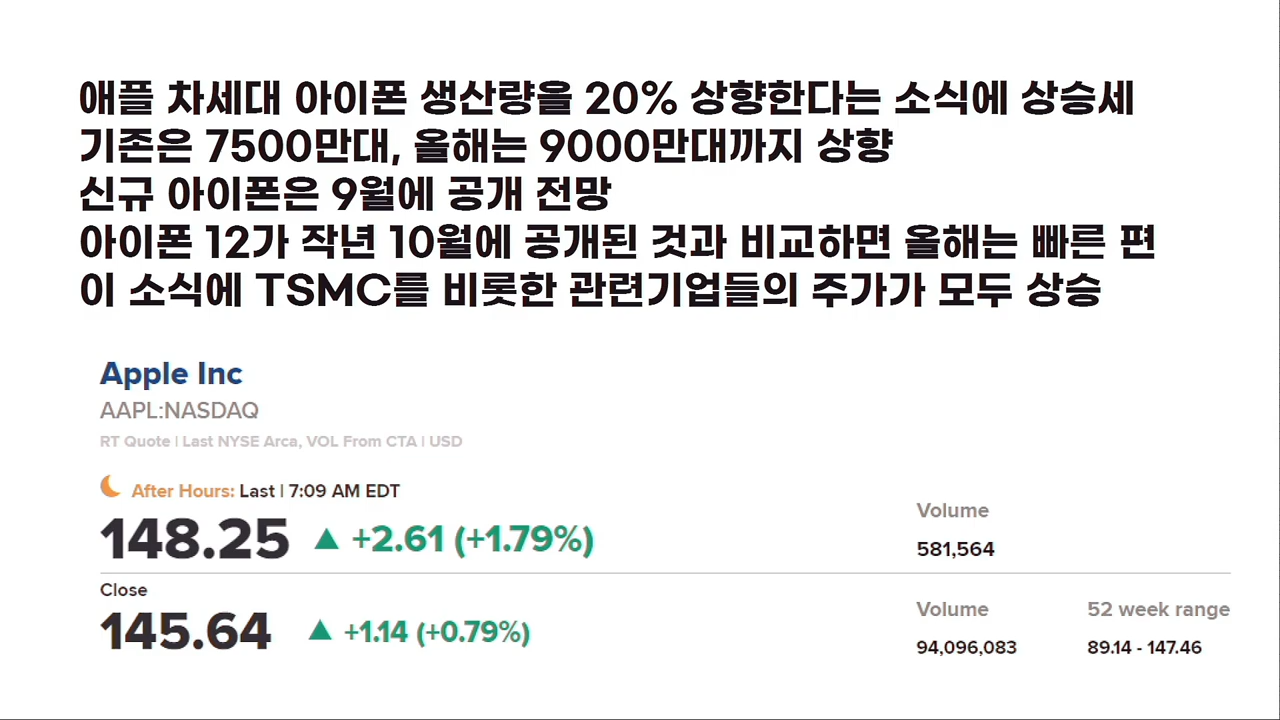 애플 차세대 아이폰 생산량을 20% 상향한다는 소식에 상승세
기존은 7500만대, 올해는 9000만대까지 상향
신규 아이폰은 9월에 공개 전망
아이폰 12가 작년 10월에 공개된 것과 비교하면 올해는 빠른 편
이 소식에 TSMC를 비롯한 관련기업들의 주가가 모두 상승
Apple Inc
AAPL:NASDAQ
RT Quote | Last NYSE Arca, VOL From CTA | USD
After Hours: Last | 7:09 AM EDT
148.25 ▲ +2.61 (+1.79%)
Volume
581,564
Close
145.64 ▲ +1.14 (+0.79%)
Volume 52 week range
94,096,083 89.14 - 147.46